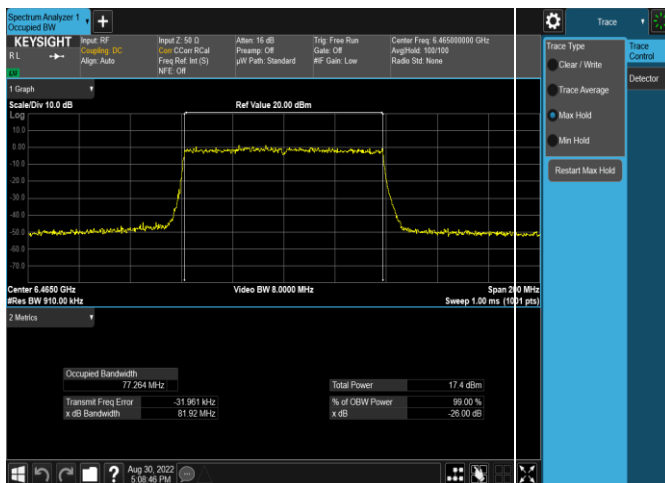 Spectrum Analyzer 1
Occupied BW
KEYSIGHT
R L
LXI
Input: RF
Coupling: DC
Align: Auto
Input Z: 50 Ω
Corr CCorr RCal
Freq Ref: Int (S)
NFE: Off
Atten: 16 dB
Preamp: Off
µW Path: Standard
Trig: Free Run
Gate: Off
#IF Gain: Low
Center Freq: 6.465000000 GHz
Avg|Hold: 100/100
Radio Std: None
1 Graph
Scale/Div 10.0 dB
Ref Value 20.00 dBm
Log
10.0
0.00
-10.0
-20.0
-30.0
-40.0
-50.0
-60.0
-70.0
Center 6.4650 GHz
Video BW 8.0000 MHz
Span 200 MHz
#Res BW 910.00 kHz
Sweep 1.00 ms (1001 pts)
2 Metrics
Occupied Bandwidth
77.264 MHz
Transmit Freq Error -31.961 kHz
x dB Bandwidth 81.92 MHz
Total Power 17.4 dBm
% of OBW Power 99.00 %
x dB -26.00 dB
Aug 30, 2022
5:08:46 PM
Trace
Trace Type
Clear / Write
Trace Average
Max Hold
Min Hold
Restart Max Hold
Trace
Control
Detector